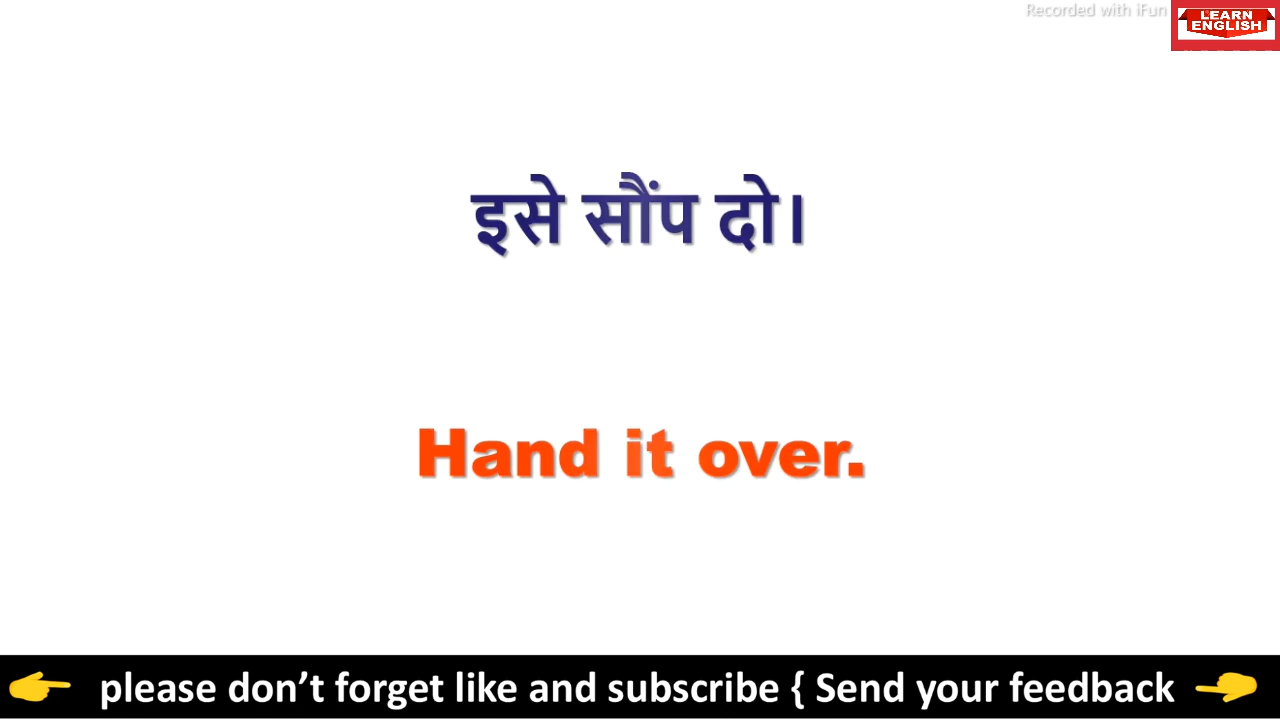 Recorded with iFun
LEARN
ENGLISH
इसे सौंप दो।
Hand it over.
please don’t forget like and subscribe { Send your feedback